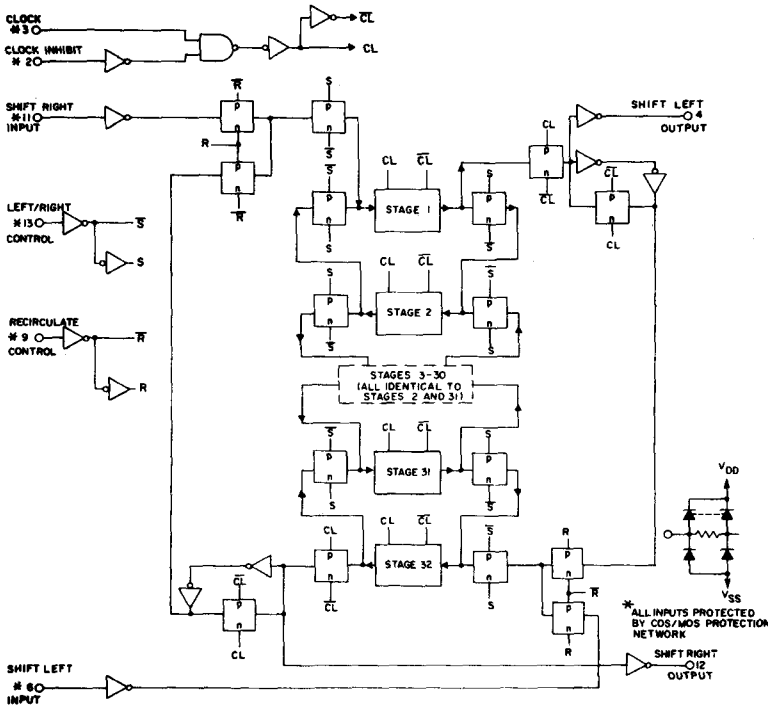 CLOCK
*3
CLOCK INHIBIT
*2
C̅L̅
CL
SHIFT RIGHT
*11
INPUT
R̅
p
n
R
p
n
R̅
S
p
n
S̅
LEFT/RIGHT
*13
CONTROL
S̅
S
RECIRCULATE
*9
CONTROL
R̅
R
S̅
p
n
S
CL C̅L̅
STAGE 1
S
p
n
S̅
CL
p
n
C̅L̅
SHIFT LEFT
4
OUTPUT
C̅L̅
p
n
CL
S
p
n
S̅
CL C̅L̅
STAGE 2
S̅
p
n
S
STAGES 3-30
(ALL IDENTICAL TO
STAGES 2 AND 31)
S̅
p
n
S
CL C̅L̅
STAGE 31
S
p
n
S̅
CL
p
n
C̅L̅
CL C̅L̅
STAGE 32
S̅
p
n
S
R
p
n
R̅
p
n
R
C̅L̅
p
n
CL
VDD
VSS
*ALL INPUTS PROTECTED
BY COS/MOS PROTECTION
NETWORK
SHIFT RIGHT
12
OUTPUT
SHIFT LEFT
*6
INPUT